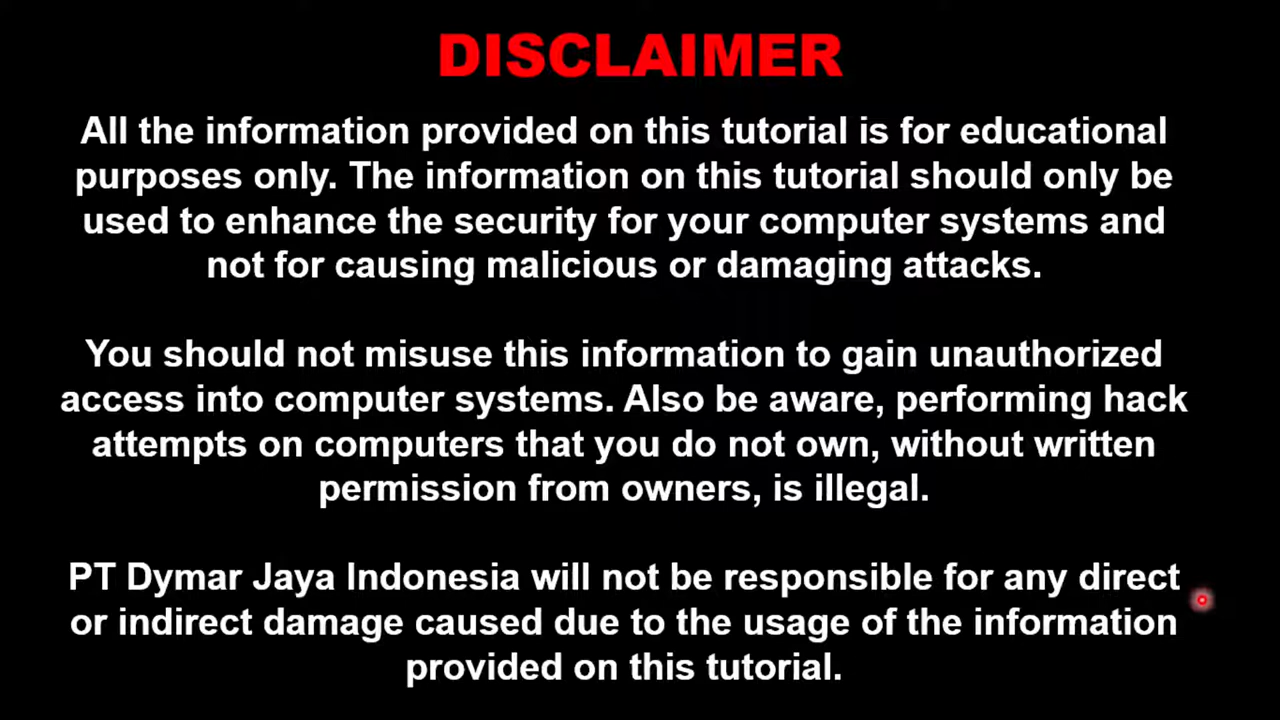 DISCLAIMER
All the information provided on this tutorial is for educational
purposes only. The information on this tutorial should only be
used to enhance the security for your computer systems and
not for causing malicious or damaging attacks.
You should not misuse this information to gain unauthorized
access into computer systems. Also be aware, performing hack
attempts on computers that you do not own, without written
permission from owners, is illegal.
PT Dymar Jaya Indonesia will not be responsible for any direct
or indirect damage caused due to the usage of the information
provided on this tutorial.